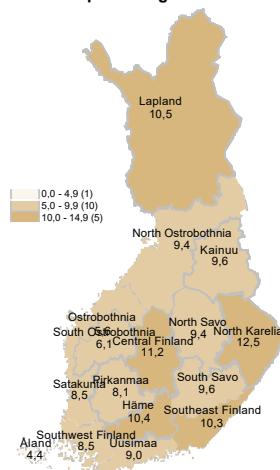 Lapland
10,5
0,0 - 4,9 (1)
5,0 - 9,9 (10)
10,0 - 14,9 (5)
North Ostrobothnia
9,4
Kainuu
9,6
Ostrobothnia
5,6
South Ostrobothnia
6,1
Central Finland
11,2
North Savo
9,4
North Karelia
12,5
Satakunta
8,5
Pirkanmaa
8,1
South Savo
9,6
Häme
10,4
Southeast Finland
10,3
Southwest Finland
8,5
Uusimaa
9,0
Åland
4,4